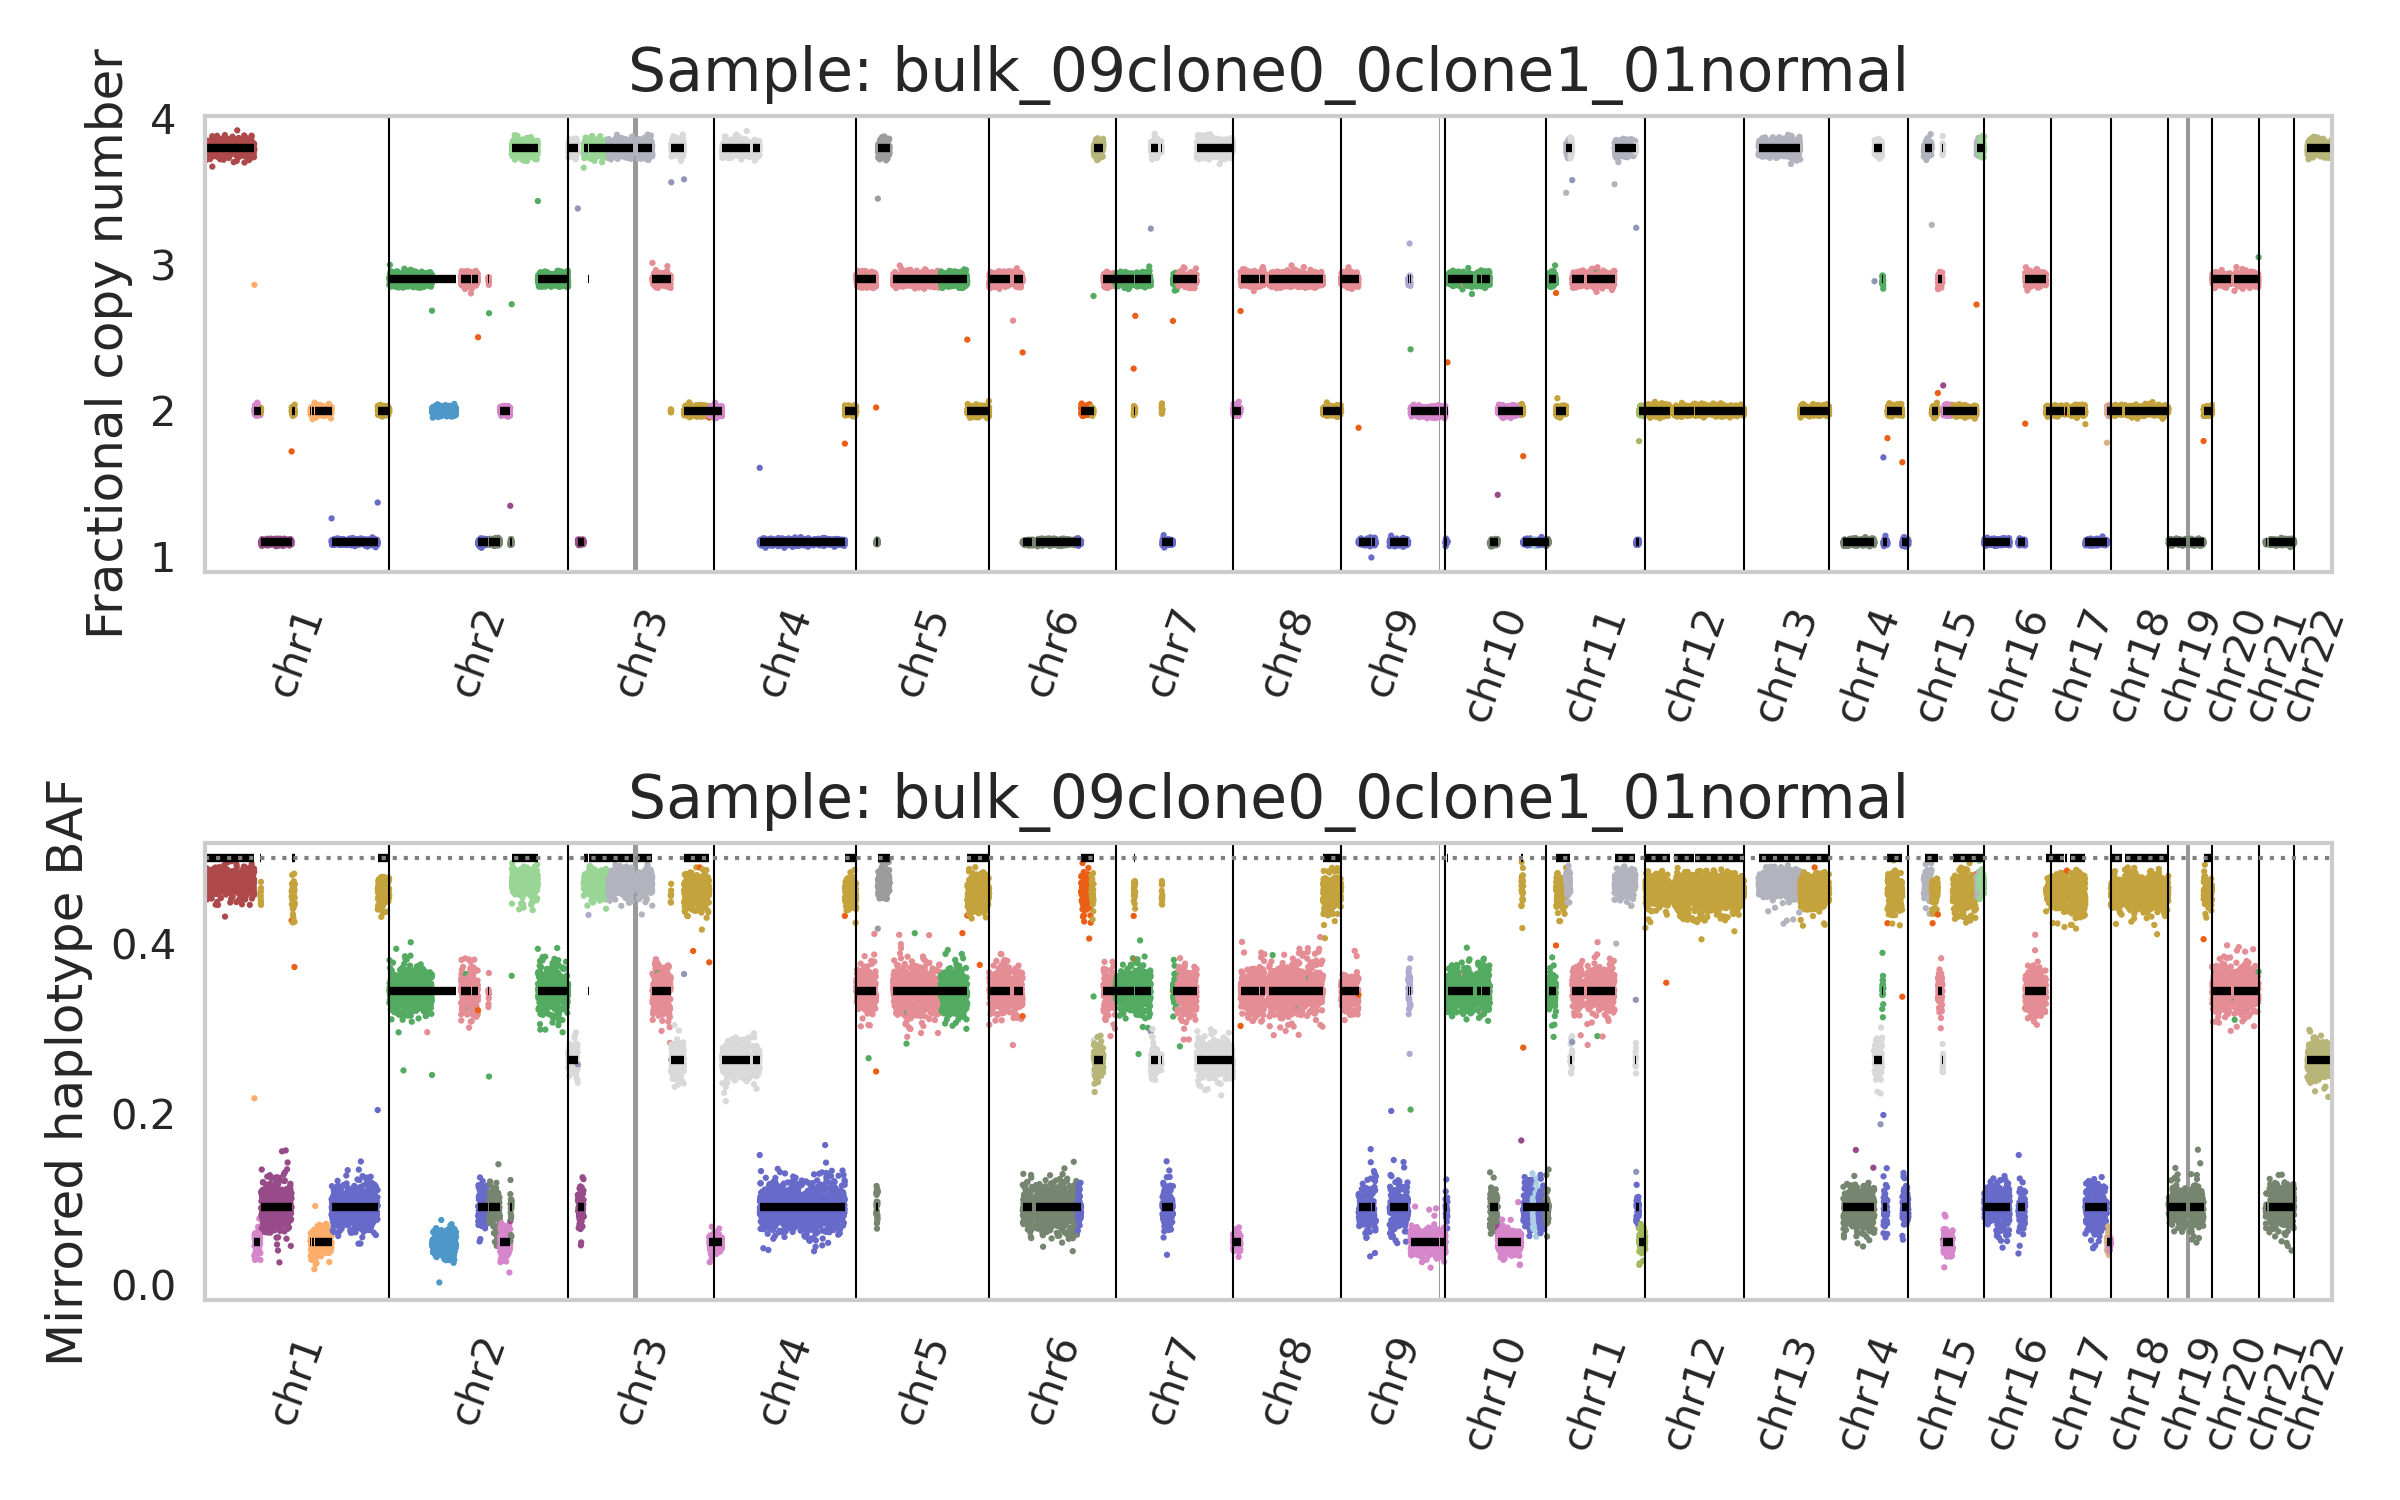 Sample: bulk_09clone0_0clone1_01normal
Fractional copy number
4
3
2
1
chr1 chr2 chr3 chr4 chr5 chr6 chr7 chr8 chr9 chr10 chr11 chr12 chr13 chr14 chr15 chr16 chr17 chr18 chr19 chr20 chr21 chr22
Sample: bulk_09clone0_0clone1_01normal
Mirrored haplotype BAF
0.4
0.2
0.0
chr1 chr2 chr3 chr4 chr5 chr6 chr7 chr8 chr9 chr10 chr11 chr12 chr13 chr14 chr15 chr16 chr17 chr18 chr19 chr20 chr21 chr22